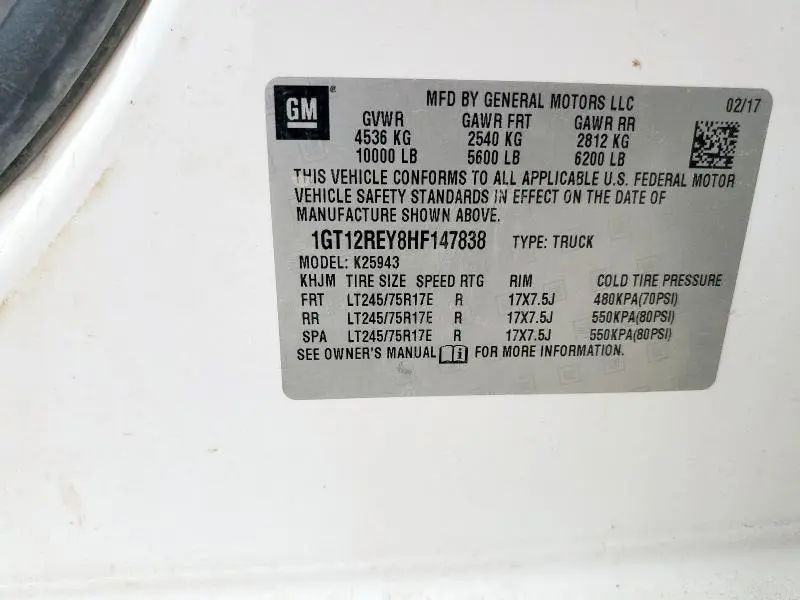 GM
MFD BY GENERAL MOTORS LLC 02/17
GVWR GAWR FRT GAWR RR
4536 KG 2540 KG 2812 KG
10000 LB 5600 LB 6200 LB
THIS VEHICLE CONFORMS TO ALL APPLICABLE U.S. FEDERAL MOTOR
VEHICLE SAFETY STANDARDS IN EFFECT ON THE DATE OF
MANUFACTURE SHOWN ABOVE.
1GT12REY8HF147838 TYPE: TRUCK
MODEL: K25943
KHJM TIRE SIZE SPEED RTG RIM COLD TIRE PRESSURE
FRT LT245/75R17E R 17X7.5J 480KPA(70PSI)
RR LT245/75R17E R 17X7.5J 550KPA(80PSI)
SPA LT245/75R17E R 17X7.5J 550KPA(80PSI)
SEE OWNER'S MANUAL FOR MORE INFORMATION.